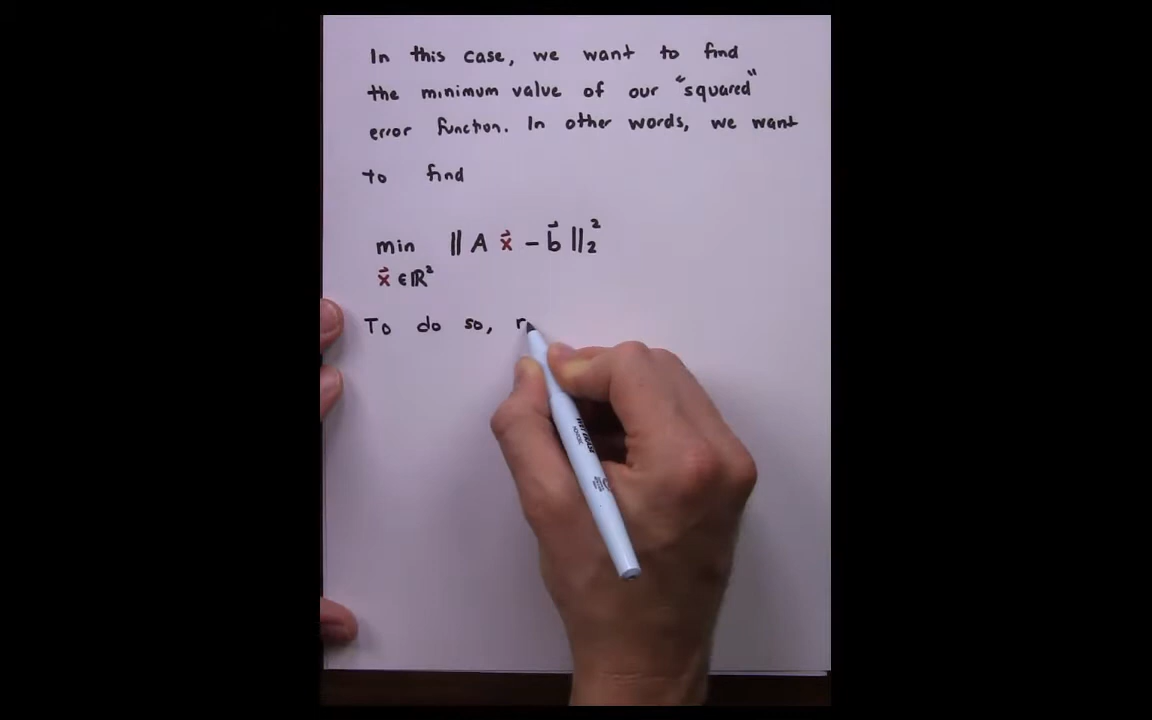 In this case, we want to find
the minimum value of our "squared"
error function. In other words, we want
to find
min ‖A x⃗ − b⃗‖₂²
x⃗ ∈ ℝ²
To do so, r